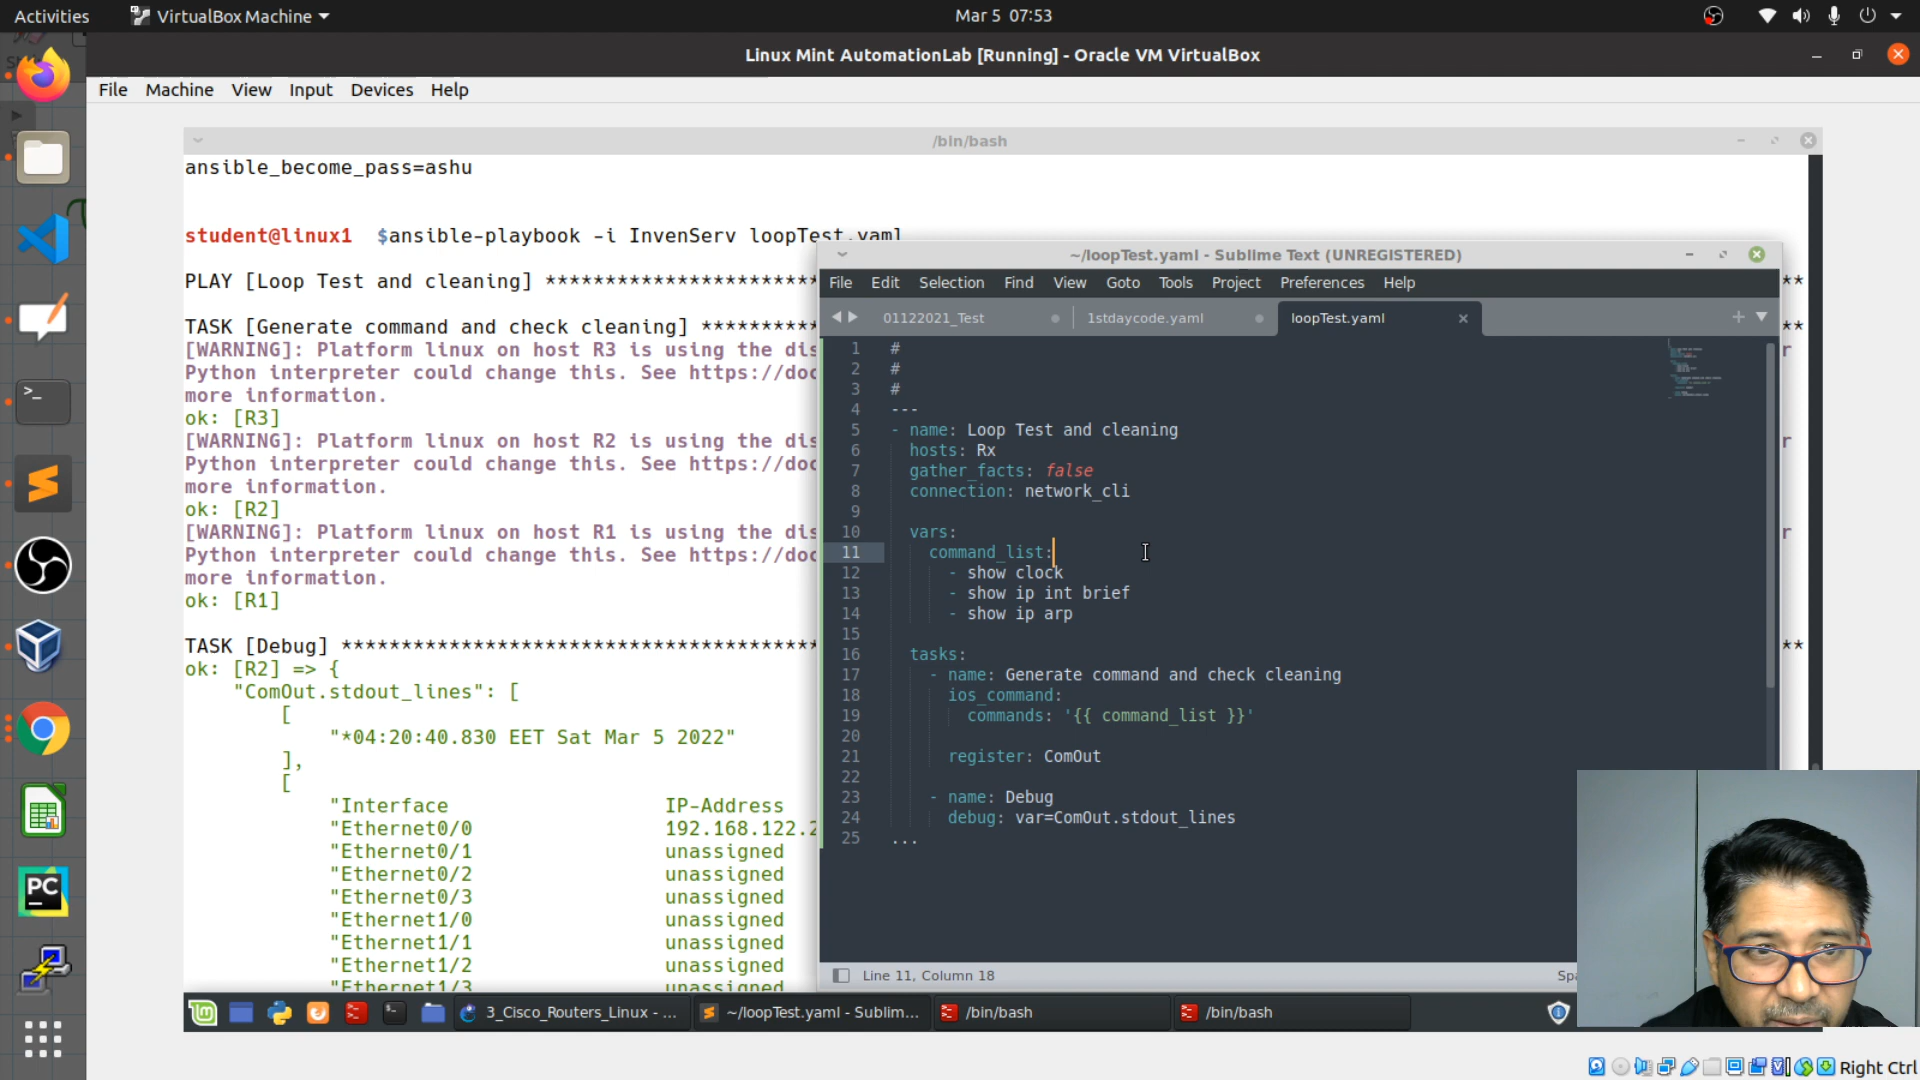 Activities
VirtualBox Machine
Mar 5 07:53
Linux Mint AutomationLab [Running] - Oracle VM VirtualBox
File Machine View Input Devices Help
/bin/bash
ansible_become_pass=ashu
student@linux1 $ansible-playbook -i InvenServ loopTest.yaml
PLAY [Loop Test and cleaning] ***********************
TASK [Generate command and check cleaning] **********
[WARNING]: Platform linux on host R3 is using the dis
Python interpreter could change this. See https://doc
more information.
ok: [R3]
[WARNING]: Platform linux on host R2 is using the dis
Python interpreter could change this. See https://doc
more information.
ok: [R2]
[WARNING]: Platform linux on host R1 is using the dis
Python interpreter could change this. See https://doc
more information.
ok: [R1]
TASK [Debug] ****************************************
ok: [R2] => {
"ComOut.stdout_lines": [
[
"*04:20:40.830 EET Sat Mar 5 2022"
],
[
"Interface IP-Address
"Ethernet0/0 192.168.122.2
"Ethernet0/1 unassigned
"Ethernet0/2 unassigned
"Ethernet0/3 unassigned
"Ethernet1/0 unassigned
"Ethernet1/1 unassigned
"Ethernet1/2 unassigned
"Ethernet1/3 unassigned
~/loopTest.yaml - Sublime Text (UNREGISTERED)
File Edit Selection Find View Goto Tools Project Preferences Help
01122021_Test
1stdaycode.yaml
loopTest.yaml
1 #
2 #
3 #
4 ---
5 - name: Loop Test and cleaning
6 hosts: Rx
7 gather_facts: false
8 connection: network_cli
9
10 vars:
11 command_list:
12 - show clock
13 - show ip int brief
14 - show ip arp
15
16 tasks:
17 - name: Generate command and check cleaning
18 ios_command:
19 commands: '{{ command_list }}'
20
21 register: ComOut
22
23 - name: Debug
24 debug: var=ComOut.stdout_lines
25 ...
Line 11, Column 18
Spa
3_Cisco_Routers_Linux - ...
~/loopTest.yaml - Sublim...
/bin/bash
/bin/bash
PC
Right Ctrl